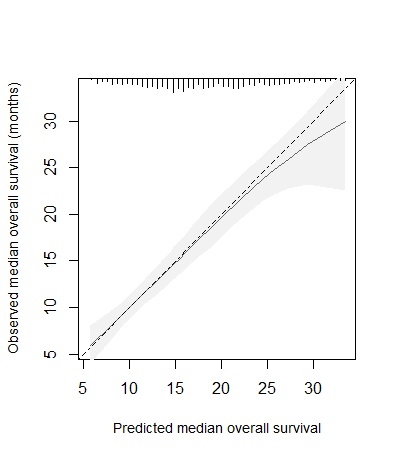 Observed median overall survival (months)
30
25
20
15
10
5
5 10 15 20 25 30
Predicted median overall survival